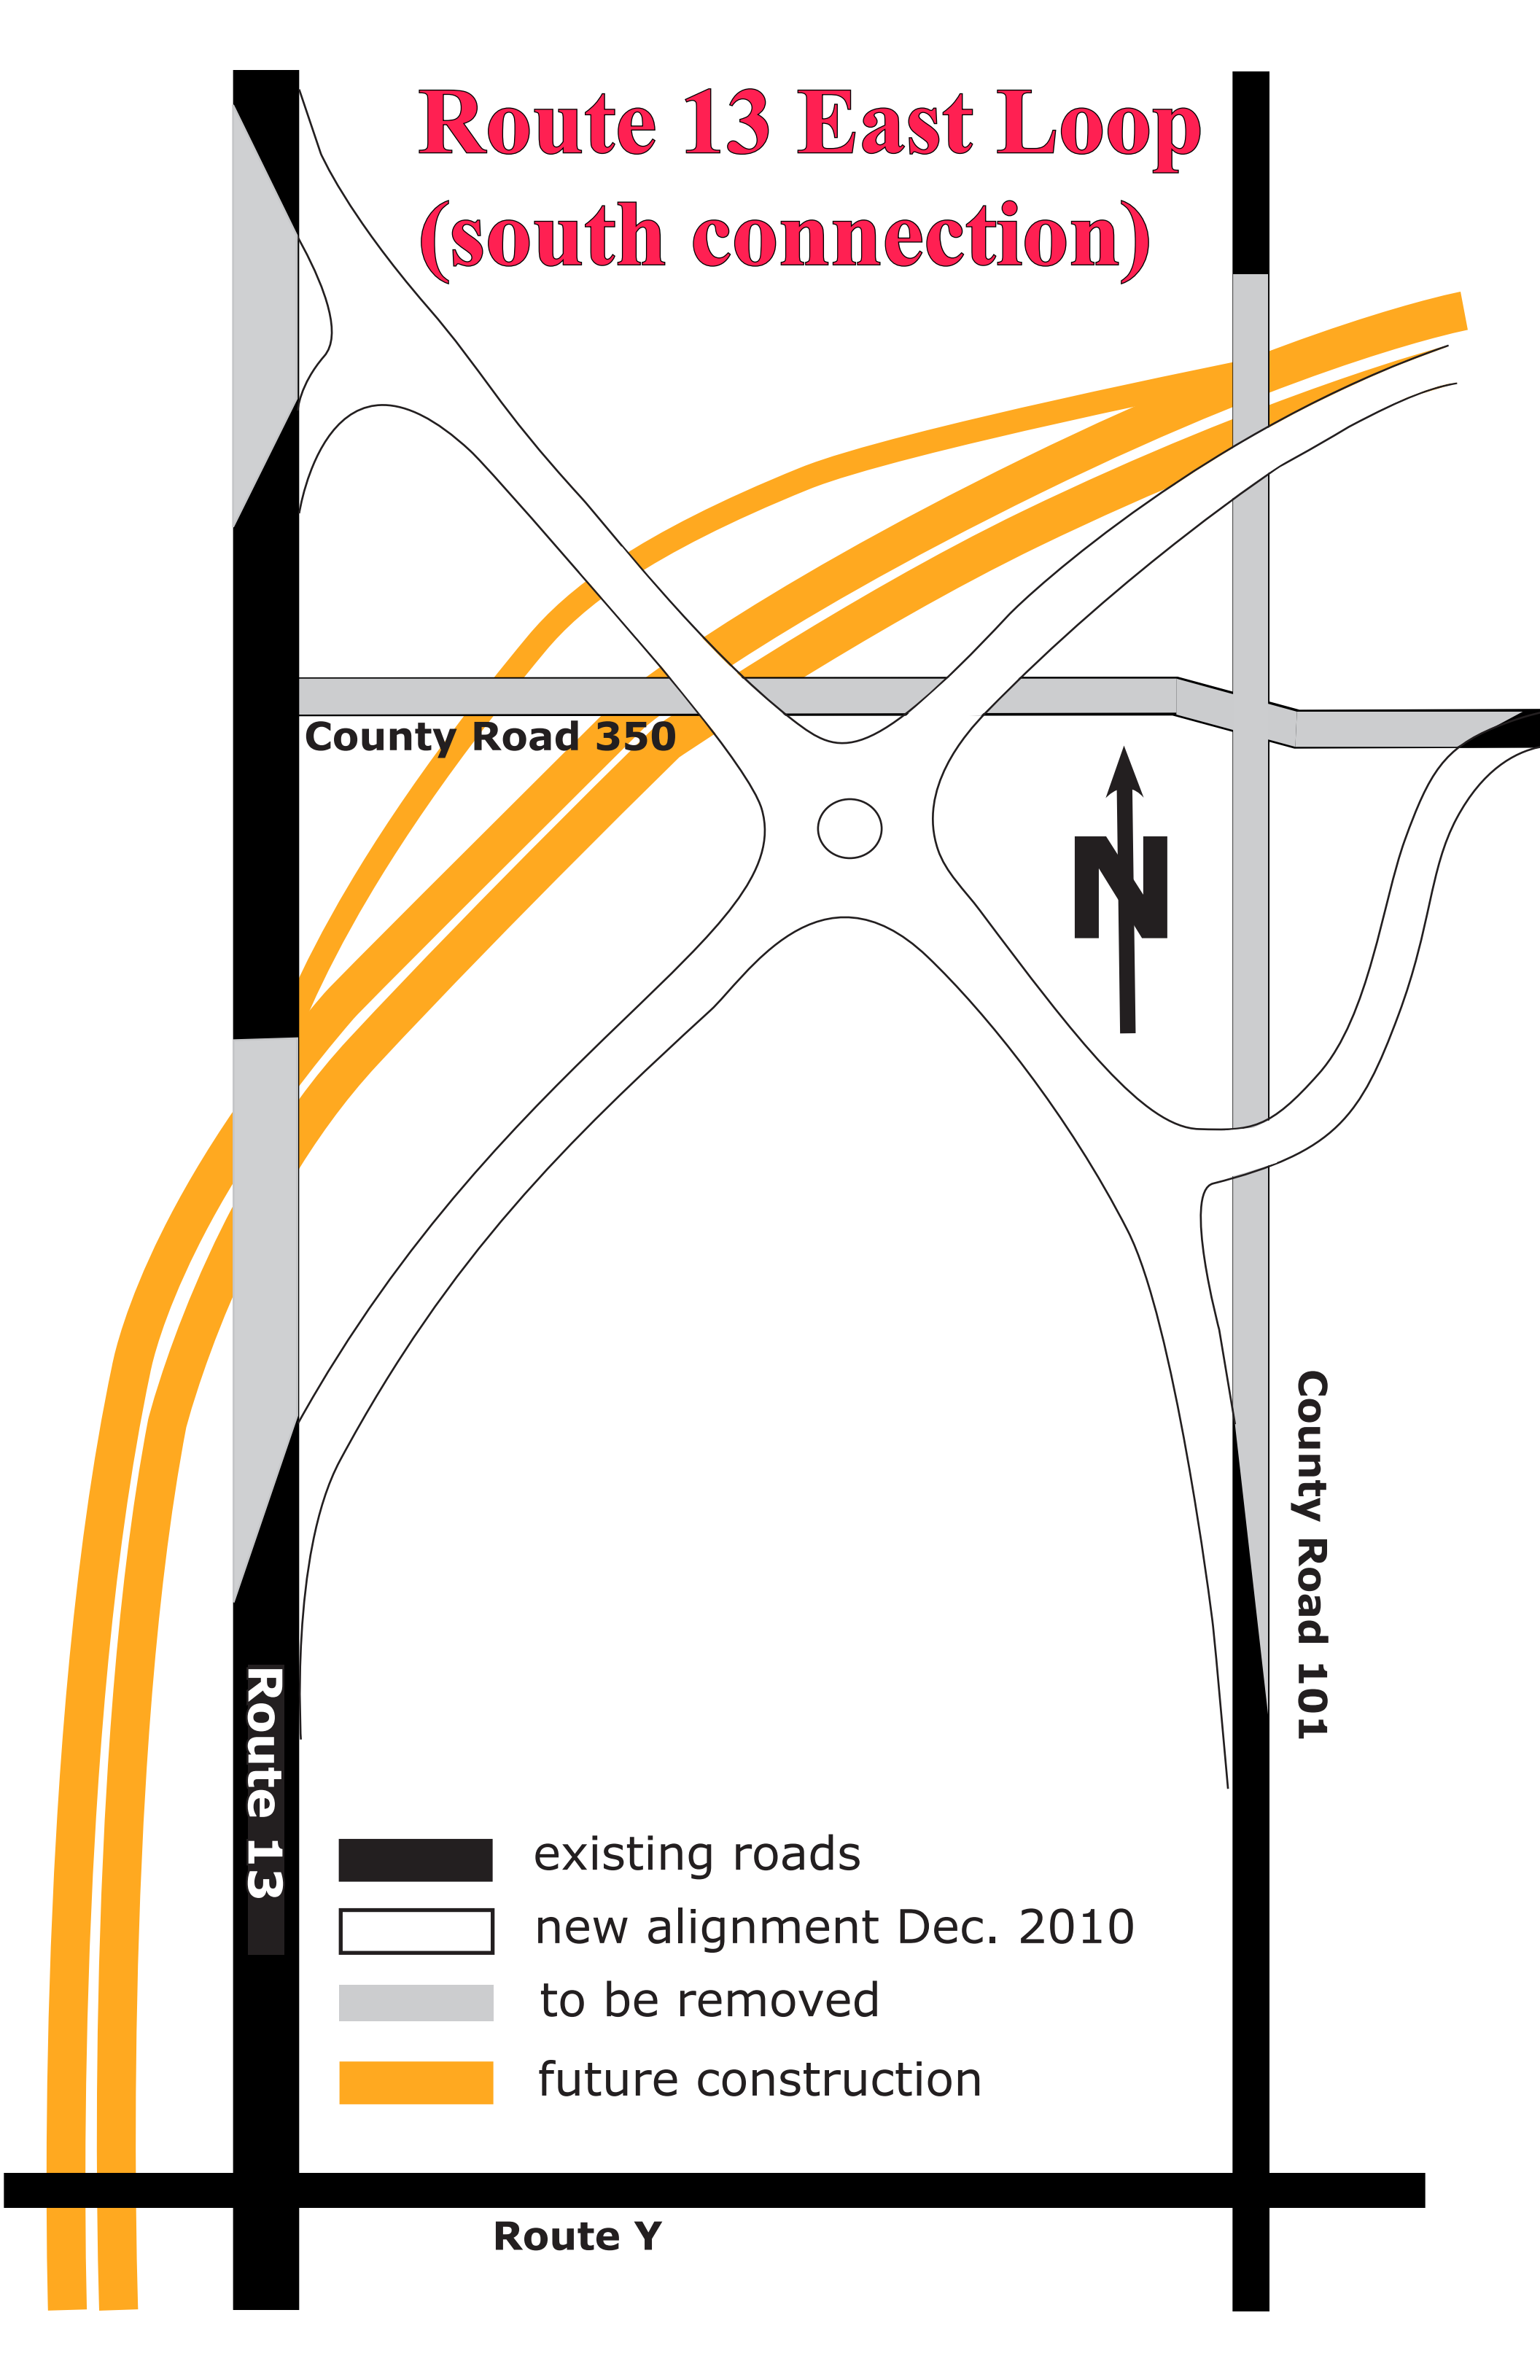 Route 13 East Loop
(south connection)
County Road 350
N
County Road 101
Route 13
existing roads
new alignment Dec. 2010
to be removed
future construction
Route Y